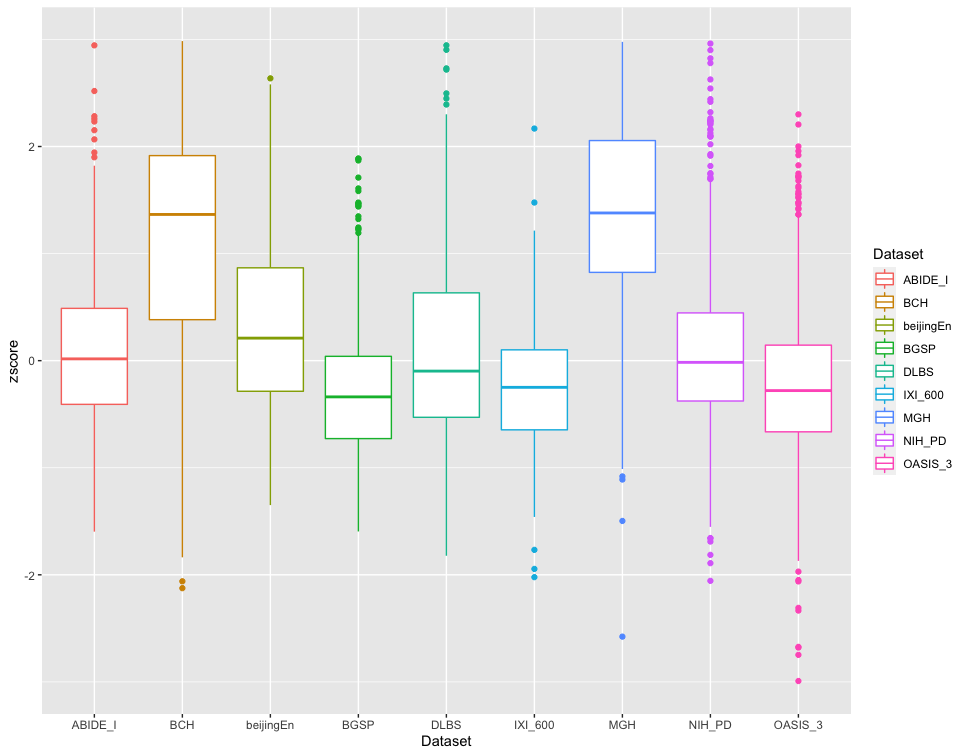 zscore
2
0
-2
ABIDE_I
BCH
beijingEn
BGSP
DLBS
IXI_600
MGH
NIH_PD
OASIS_3
Dataset
Dataset
ABIDE_I
BCH
beijingEn
BGSP
DLBS
IXI_600
MGH
NIH_PD
OASIS_3